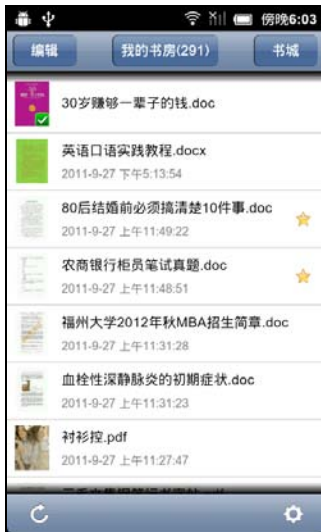 傍晚6:03
编辑
我的书房(291)
书城
30岁赚够一辈子的钱.doc
英语口语实践教程.docx
2011-9-27 下午5:13:54
80后结婚前必须搞清楚10件事.doc
2011-9-27 上午11:49:22
农商银行柜员笔试真题.doc
2011-9-27 上午11:48:51
福州大学2012年秋MBA招生简章.doc
2011-9-27 上午11:31:28
血栓性深静脉炎的初期症状.doc
2011-9-27 上午11:31:23
衬衫控.pdf
2011-9-27 上午11:27:47